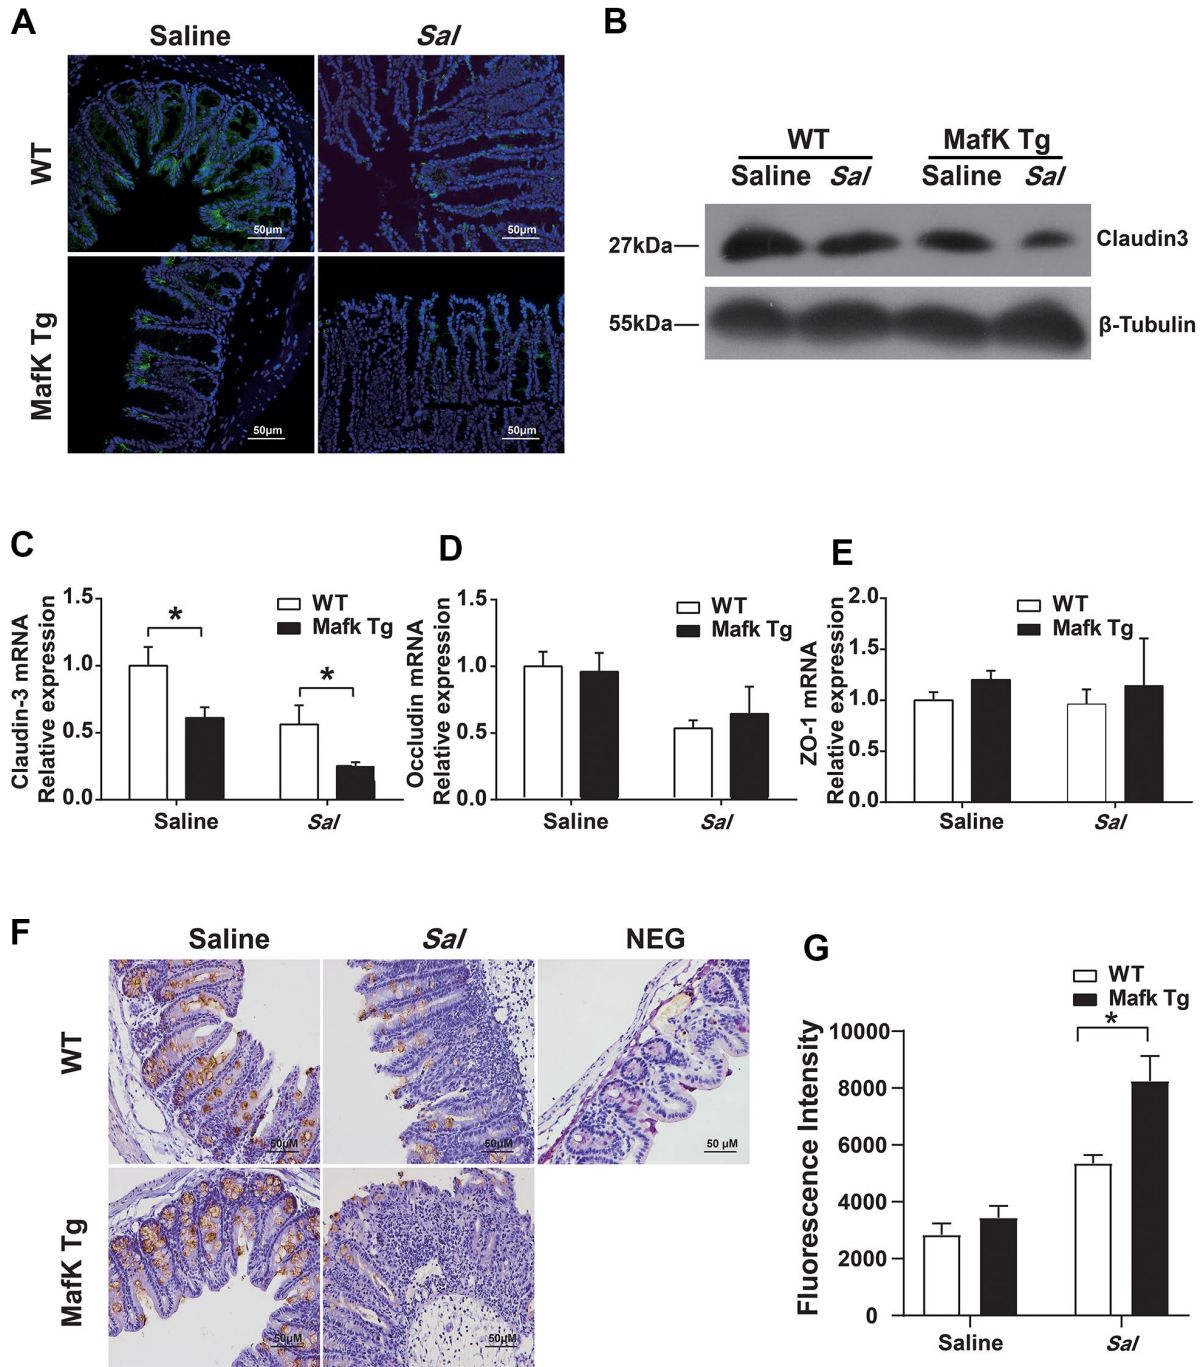 A
Saline
Sal
WT
50μm
50μm
MafK Tg
50μm
50μm
B
WT
MafK Tg
Saline
Sal
Saline
Sal
27kDa
Claudin3
55kDa
β-Tubulin
C
Claudin-3 mRNA
Relative expression
1.5
1.0
0.5
0.0
WT
Mafk Tg
*
*
Saline
Sal
D
Occludin mRNA
Relative expression
1.5
1.0
0.5
0.0
WT
Mafk Tg
Saline
Sal
E
ZO-1 mRNA
Relative expression
2.0
1.5
1.0
0.5
0.0
WT
Mafk Tg
Saline
Sal
F
Saline
Sal
NEG
WT
50μM
50μM
50 μM
MafK Tg
50μM
50μM
G
WT
Mafk Tg
*
Fluorescence Intensity
10000
8000
6000
4000
2000
0
Saline
Sal